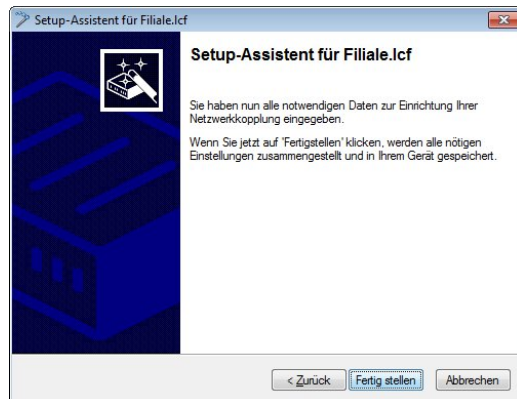 Setup-Assistent für Filiale.lcf
Setup-Assistent für Filiale.lcf
Sie haben nun alle notwendigen Daten zur Einrichtung Ihrer
Netzwerkkopplung eingegeben.
Wenn Sie jetzt auf 'Fertigstellen' klicken, werden alle nötigen
Einstellungen zusammengestellt und in Ihrem Gerät gespeichert.
< Zurück Fertig stellen Abbrechen